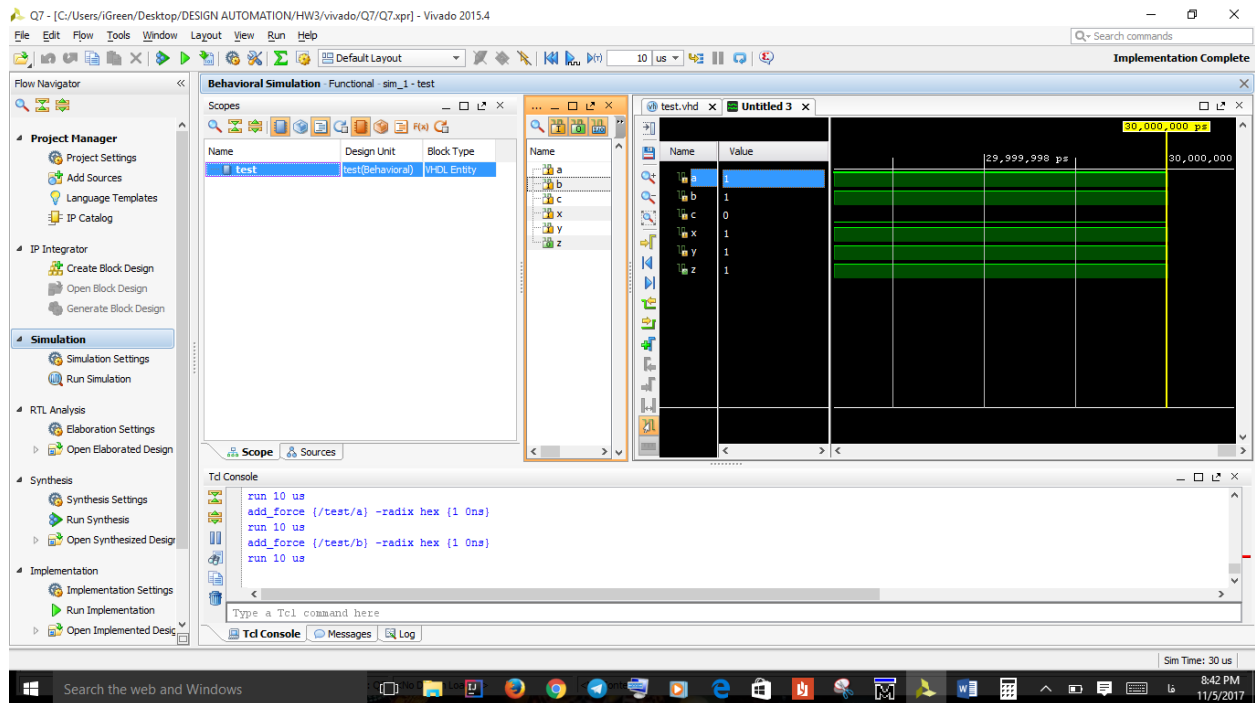 Q7 - [C:/Users/iGreen/Desktop/DESIGN AUTOMATION/HW3/vivado/Q7/Q7.xpr] - Vivado 2015.4
File Edit Flow Tools Window Layout View Run Help
Q- Search commands
Default Layout
10 us
Implementation Complete
Flow Navigator
Project Manager
Project Settings
Add Sources
Language Templates
IP Catalog
IP Integrator
Create Block Design
Open Block Design
Generate Block Design
Simulation
Simulation Settings
Run Simulation
RTL Analysis
Elaboration Settings
Open Elaborated Design
Synthesis
Synthesis Settings
Run Synthesis
Open Synthesized Desigr
Implementation
Implementation Settings
Run Implementation
Open Implemented Desig
Behavioral Simulation - Functional - sim_1 - test
Scopes
Name Design Unit Block Type
test test(Behavioral) VHDL Entity
Scope Sources
...
Name
a
b
c
x
y
z
test.vhd Untitled 3
Name Value
a 1
b 1
c 0
x 1
y 1
z 1
30,000,000 ps
29,999,998 ps 30,000,000
Tcl Console
run 10 us
add_force {/test/a} -radix hex {1 0ns}
run 10 us
add_force {/test/b} -radix hex {1 0ns}
run 10 us
Type a Tcl command here
Tcl Console Messages Log
Sim Time: 30 us
Search the web and Windows
فا
8:42 PM
11/5/2017